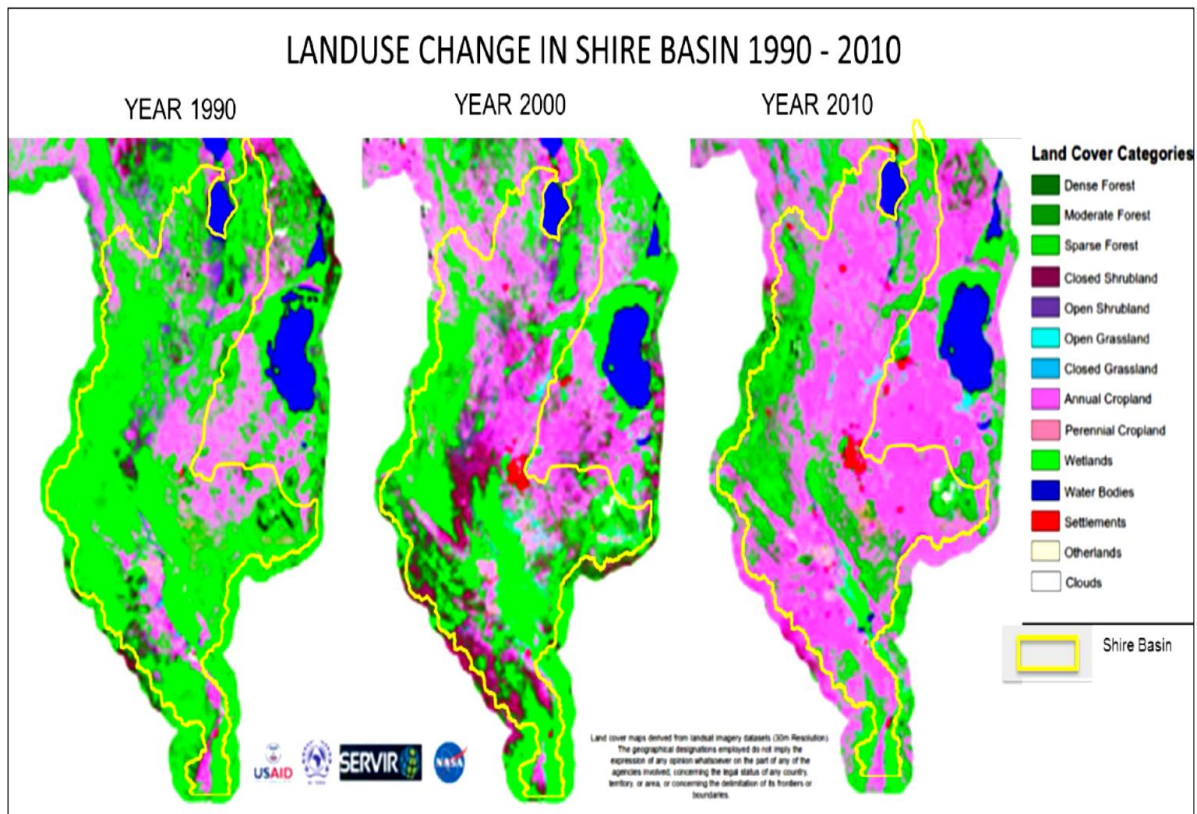 LANDUSE CHANGE IN SHIRE BASIN 1990 - 2010
YEAR 1990
YEAR 2000
YEAR 2010
Land Cover Categories
Dense Forest
Moderate Forest
Sparse Forest
Closed Shrubland
Open Shrubland
Open Grassland
Closed Grassland
Annual Cropland
Perennial Cropland
Wetlands
Water Bodies
Settlements
Otherlands
Clouds
Shire Basin
USAID
SERVIR
NASA
Land cover maps derived from landsat imagery datasets (30m Resolution)
The geographical designations employed do not imply the
expression of any opinion whatsoever on the part of any of the
agencies involved, concerning the legal status of any country,
territory, or area, or concerning the delimitation of its frontiers or
boundaries.